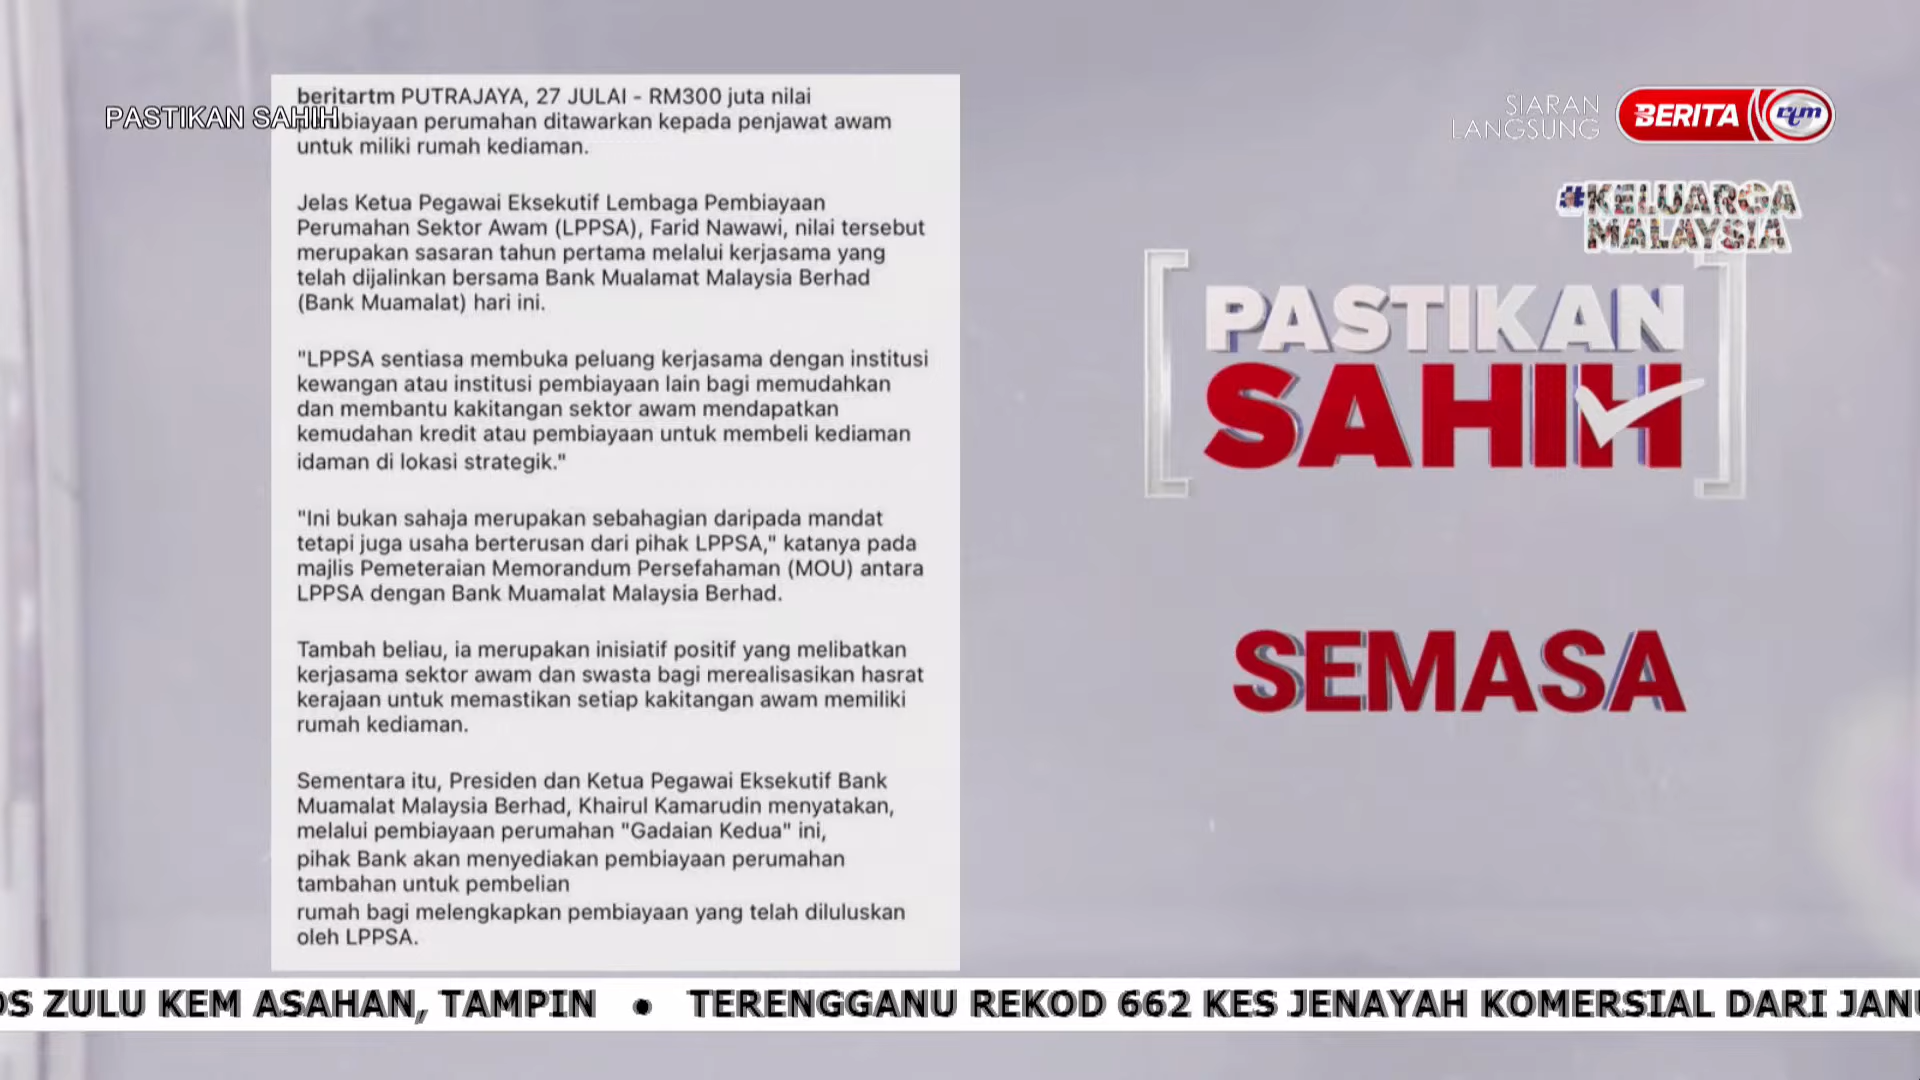 beritartm PUTRAJAYA, 27 JULAI - RM300 juta nilai
PASTIKAN SAHIH
biayaan perumahan ditawarkan kepada penjawat awam
untuk miliki rumah kediaman.
Jelas Ketua Pegawai Eksekutif Lembaga Pembiayaan
Perumahan Sektor Awam (LPPSA), Farid Nawawi, nilai tersebut
merupakan sasaran tahun pertama melalui kerjasama yang
telah dijalinkan bersama Bank Mualamat Malaysia Berhad
(Bank Muamalat) hari ini.
"LPPSA sentiasa membuka peluang kerjasama dengan institusi
kewangan atau institusi pembiayaan lain bagi memudahkan
dan membantu kakitangan sektor awam mendapatkan
kemudahan kredit atau pembiayaan untuk membeli kediaman
idaman di lokasi strategik."
"Ini bukan sahaja merupakan sebahagian daripada mandat
tetapi juga usaha berterusan dari pihak LPPSA," katanya pada
majlis Pemeteraian Memorandum Persefahaman (MOU) antara
LPPSA dengan Bank Muamalat Malaysia Berhad.
Tambah beliau, ia merupakan inisiatif positif yang melibatkan
kerjasama sektor awam dan swasta bagi merealisasikan hasrat
kerajaan untuk memastikan setiap kakitangan awam memiliki
rumah kediaman.
Sementara itu, Presiden dan Ketua Pegawai Eksekutif Bank
Muamalat Malaysia Berhad, Khairul Kamarudin menyatakan,
melalui pembiayaan perumahan "Gadaian Kedua" ini,
pihak Bank akan menyediakan pembiayaan perumahan
tambahan untuk pembelian
rumah bagi melengkapkan pembiayaan yang telah diluluskan
oleh LPPSA.
SIARAN
LANGSUNG
BERITA rtm
#KELUARGA
MALAYSIA
PASTIKAN
SAHIH
SEMASA
OS ZULU KEM ASAHAN, TAMPIN • TERENGGANU REKOD 662 KES JENAYAH KOMERSIAL DARI JANU